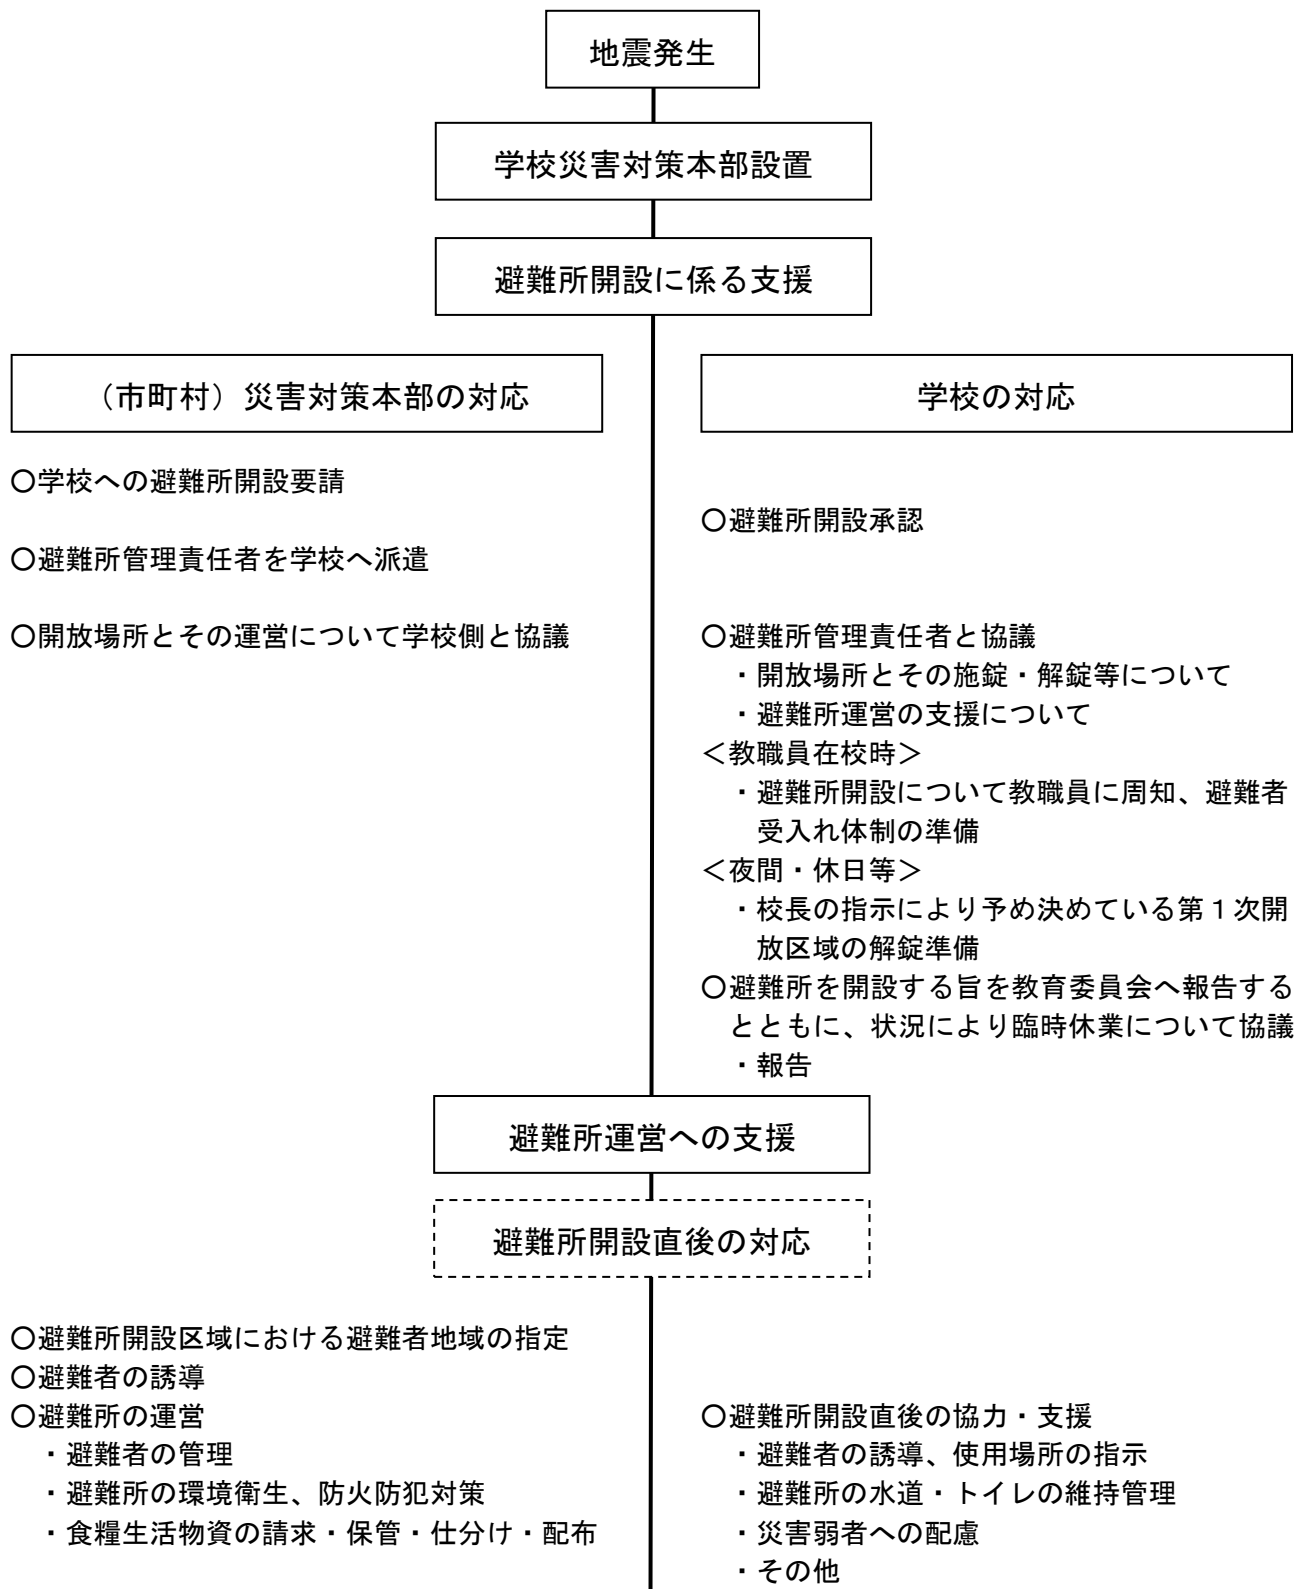 地震発生
学校災害対策本部設置
避難所開設に係る支援
（市町村）災害対策本部の対応
学校の対応
○学校への避難所開設要請
○避難所開設承認
○避難所管理責任者を学校へ派遣
○開放場所とその運営について学校側と協議
○避難所管理責任者と協議
・開放場所とその施錠・解錠等について
・避難所運営の支援について
＜教職員在校時＞
・避難所開設について教職員に周知、避難者
受入れ体制の準備
＜夜間・休日等＞
・校長の指示により予め決めている第１次開
放区域の解錠準備
○避難所を開設する旨を教育委員会へ報告する
とともに、状況により臨時休業について協議
・報告
避難所運営への支援
避難所開設直後の対応
○避難所開設区域における避難者地域の指定
○避難者の誘導
○避難所の運営
・避難者の管理
・避難所の環境衛生、防火防犯対策
・食糧生活物資の請求・保管・仕分け・配布
○避難所開設直後の協力・支援
・避難者の誘導、使用場所の指示
・避難所の水道・トイレの維持管理
・災害弱者への配慮
・その他